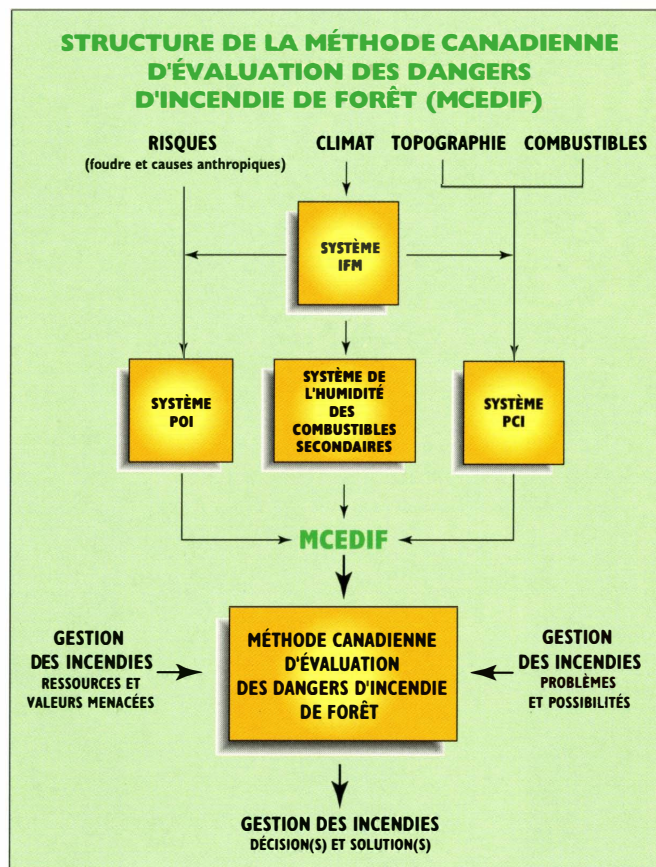 STRUCTURE DE LA MÉTHODE CANADIENNE
D'ÉVALUATION DES DANGERS
D'INCENDIE DE FORÊT (MCEDIF)
RISQUES
(foudre et causes anthropiques)
CLIMAT
TOPOGRAPHIE
COMBUSTIBLES
SYSTÈME
IFM
SYSTÈME
POI
SYSTÈME DE
L'HUMIDITÉ
DES
COMBUSTIBLES
SECONDAIRES
SYSTÈME
PCI
MCEDIF
GESTION
DES INCENDIES
RESSOURCES ET
VALEURS MENACÉES
MÉTHODE CANADIENNE
D'ÉVALUATION
DES DANGERS D'INCENDIE
DE FORÊT
GESTION
DES INCENDIES
PROBLÈMES
ET POSSIBILITÉS
GESTION DES INCENDIES
DÉCISION(S) ET SOLUTION(S)